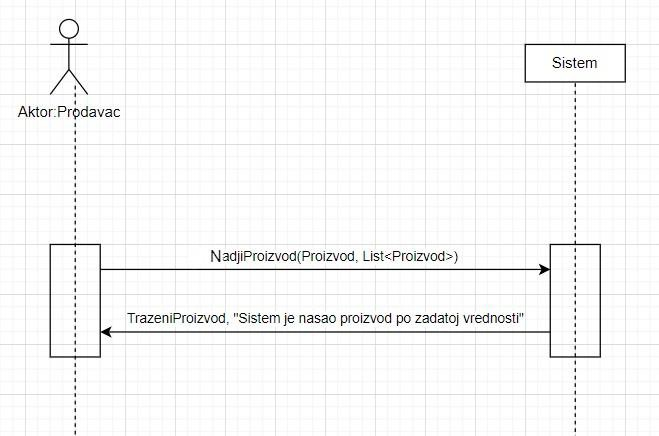 Sistem
Aktor:Prodavac
NadjiProizvod(Proizvod, List<Proizvod>)
TrazeniProizvod, "Sistem je nasao proizvod po zadatoj vrednosti"